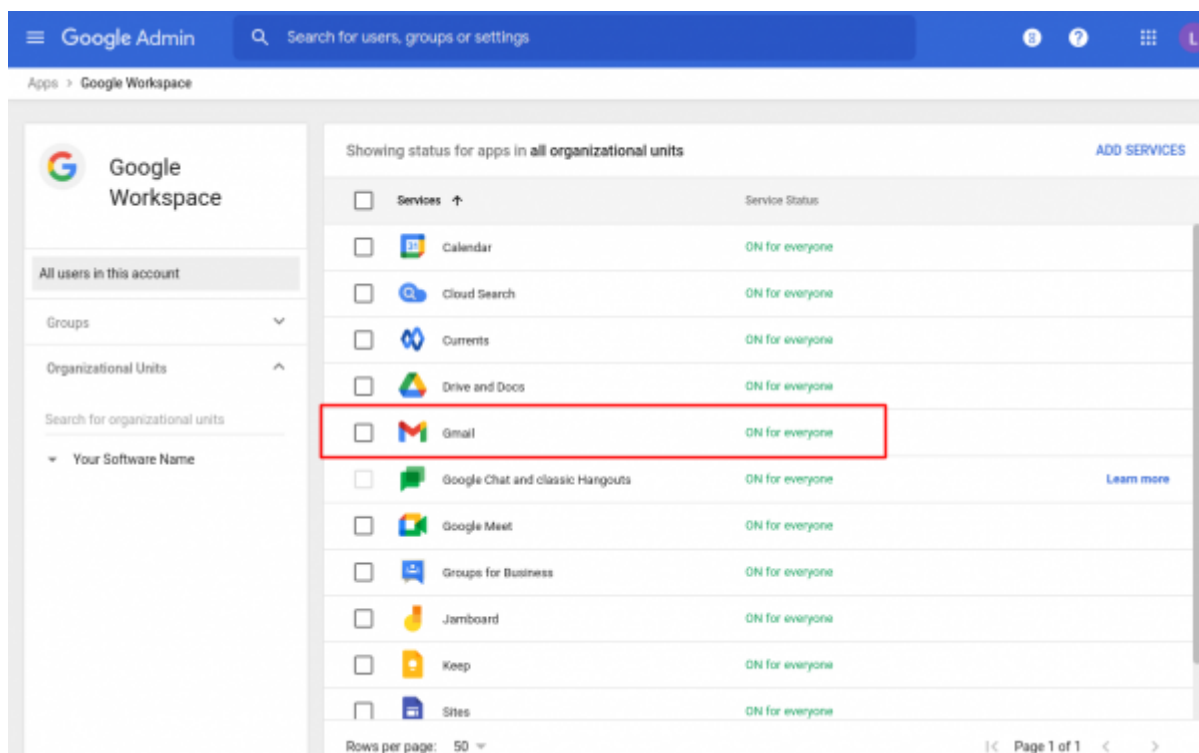 Google Admin
Search for users, groups or settings
8
?
L
Apps > Google Workspace
Google
Workspace
All users in this account
Groups
Organizational Units
Search for organizational units
Your Software Name
Showing status for apps in all organizational units
ADD SERVICES
Services ↑ Service Status
31 Calendar ON for everyone
Cloud Search ON for everyone
Currents ON for everyone
Drive and Docs ON for everyone
Gmail ON for everyone
Google Chat and classic Hangouts ON for everyone Learn more
Google Meet ON for everyone
Groups for Business ON for everyone
Jamboard ON for everyone
Keep ON for everyone
Sites ON for everyone
Rows per page: 50 Page 1 of 1